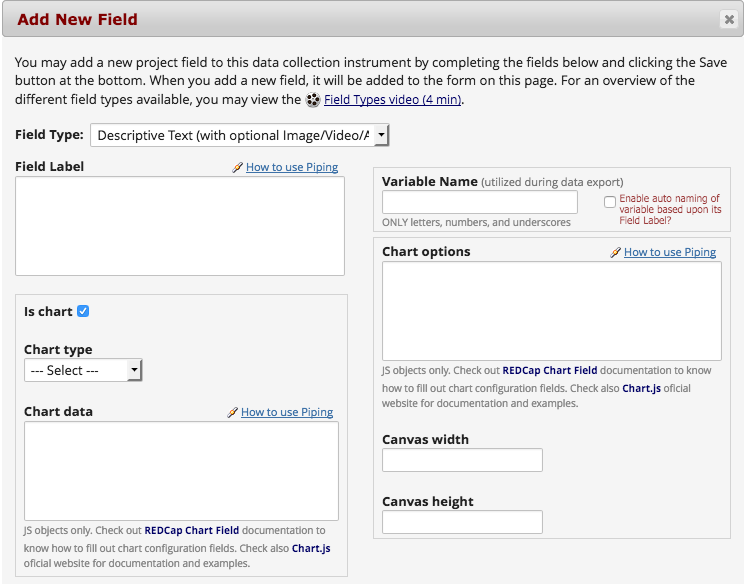 Add New Field
You may add a new project field to this data collection instrument by completing the fields below and clicking the Save
button at the bottom. When you add a new field, it will be added to the form on this page. For an overview of the
different field types available, you may view the Field Types video (4 min).
Field Type: Descriptive Text (with optional Image/Video/A
Field Label How to use Piping
Is chart
Chart type
--- Select ---
Chart data How to use Piping
JS objects only. Check out REDCap Chart Field documentation to
know how to fill out chart configuration fields. Check also Chart.js
oficial website for documentation and examples.
Variable Name (utilized during data export)
ONLY letters, numbers, and underscores
Enable auto naming of
variable based upon its
Field Label?
Chart options How to use Piping
JS objects only. Check out REDCap Chart Field documentation to know
how to fill out chart configuration fields. Check also Chart.js oficial
website for documentation and examples.
Canvas width
Canvas height